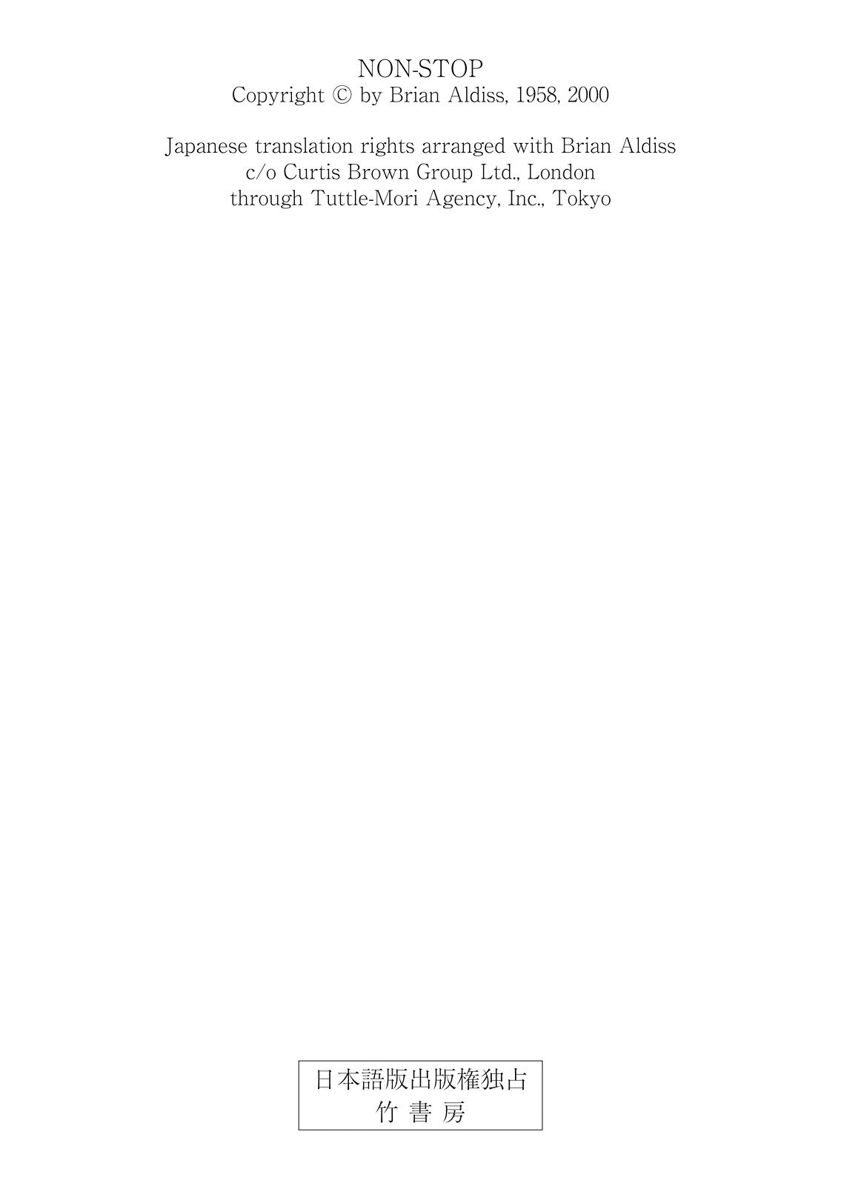 NON-STOP
Copyright © by Brian Aldiss, 1958, 2000
Japanese translation rights arranged with Brian Aldiss
c/o Curtis Brown Group Ltd., London
through Tuttle-Mori Agency, Inc., Tokyo
日本語版出版権独占
竹書房